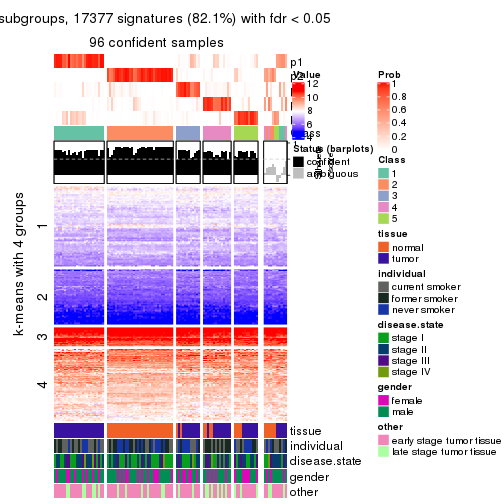 subgroups, 17377 signatures (82.1%) with fdr < 0.05
96 confident samples
k-means with 4 groups
1
2
3
4
p1
Value
12
10
8
6
Status (barplots)
confident
ambiguous
tissue
individual
disease.state
gender
other
Prob
1
0.8
0.6
0.4
0.2
0
Class
1
2
3
4
5
tissue
normal
tumor
individual
current smoker
former smoker
never smoker
disease.state
stage I
stage II
stage III
stage IV
gender
female
male
other
early stage tumor tissue
late stage tumor tissue